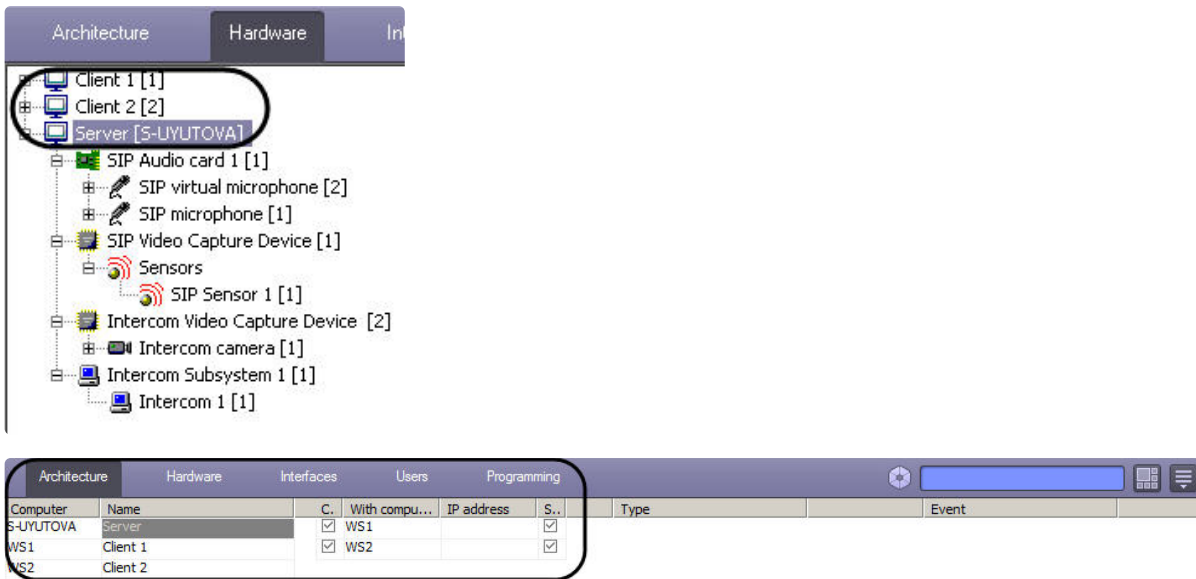 Architecture Hardware Int
Client 1 [1]
Client 2 [2]
Server [S-UYUTOVA]
SIP Audio card 1 [1]
SIP virtual microphone [2]
SIP microphone [1]
SIP Video Capture Device [1]
Sensors
SIP Sensor 1 [1]
Intercom Video Capture Device [2]
Intercom camera [1]
Intercom Subsystem 1 [1]
Intercom 1 [1]
Architecture Hardware Interfaces Users Programming
Computer Name C. With compu... IP address S.. Type Event
S-UYUTOVA Server WS1
WS1 Client 1 WS2
WS2 Client 2